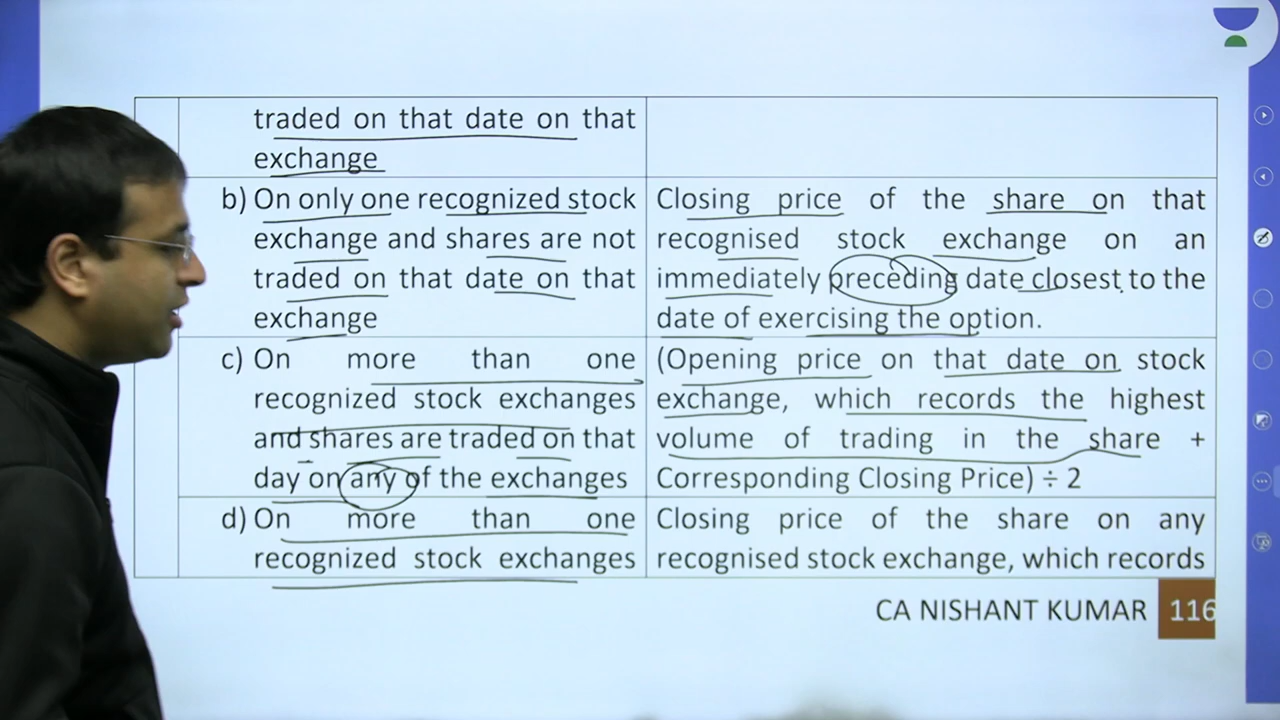 traded on that date on that
exchange
b) On only one recognized stock
exchange and shares are not
traded on that date on that
exchange
Closing price of the share on that
recognised stock exchange on an
immediately preceding date closest to the
date of exercising the option.
c) On more than one
recognized stock exchanges
and shares are traded on that
day on any of the exchanges
(Opening price on that date on stock
exchange, which records the highest
volume of trading in the share +
Corresponding Closing Price) ÷ 2
d) On more than one
recognized stock exchanges
Closing price of the share on any
recognised stock exchange, which records
CA NISHANT KUMAR 116